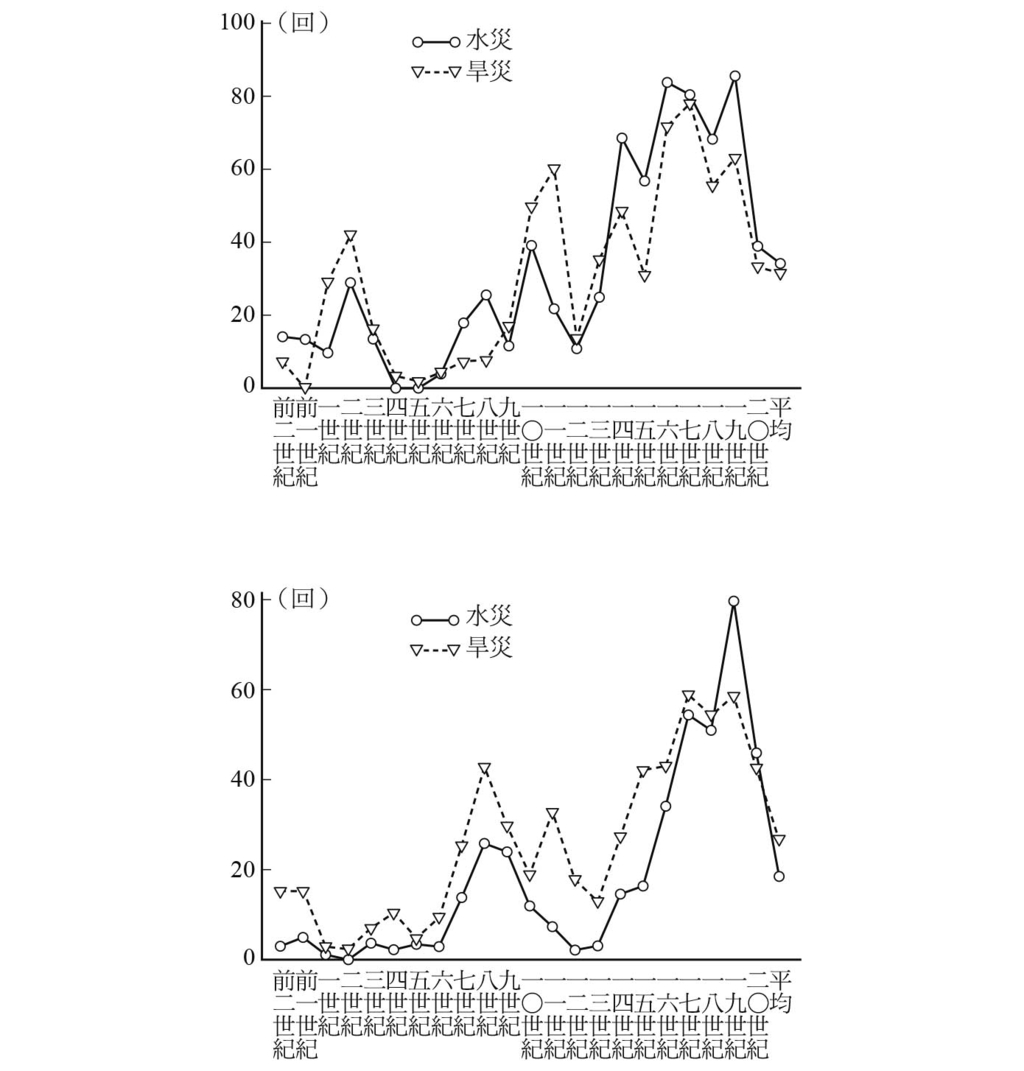 100（回）
水災
旱災
80
60
40
20
0
前二世紀
前一世紀
一世紀
二世紀
三世紀
四世紀
五世紀
六世紀
七世紀
八世紀
九世紀
一〇世紀
一一世紀
一二世紀
一三世紀
一四世紀
一五世紀
一六世紀
一七世紀
一八世紀
一九世紀
二〇世紀
平均
80（回）
水災
旱災
60
40
20
0
前二世紀
前一世紀
一世紀
二世紀
三世紀
四世紀
五世紀
六世紀
七世紀
八世紀
九世紀
一〇世紀
一一世紀
一二世紀
一三世紀
一四世紀
一五世紀
一六世紀
一七世紀
一八世紀
一九世紀
二〇世紀
平均